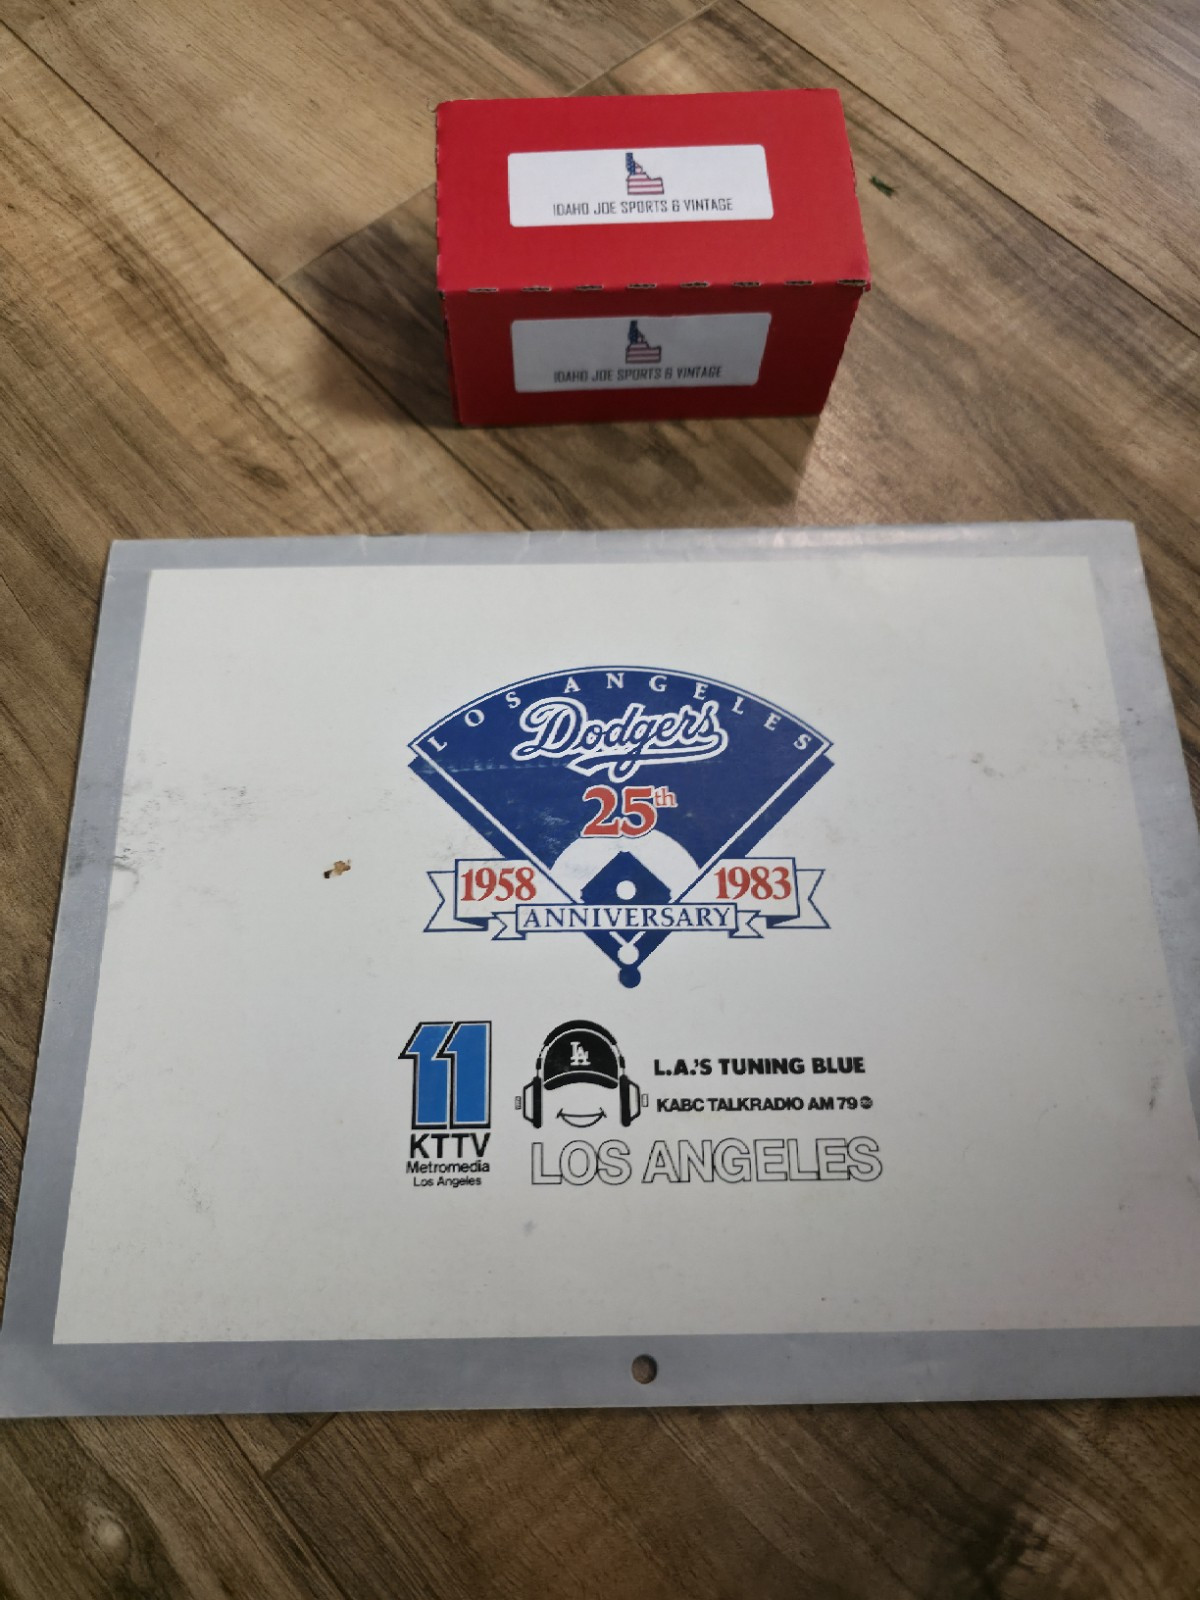 IDAHO JOE SPORTS & VINTAGE
IDAHO JOE SPORTS & VINTAGE
LOS ANGELES
Dodgers
25th
1958
1983
ANNIVERSARY
11
KTTV
Metromedia
Los Angeles
LA
L.A.'S TUNING BLUE
KABC TALKRADIO AM 79
LOS ANGELES